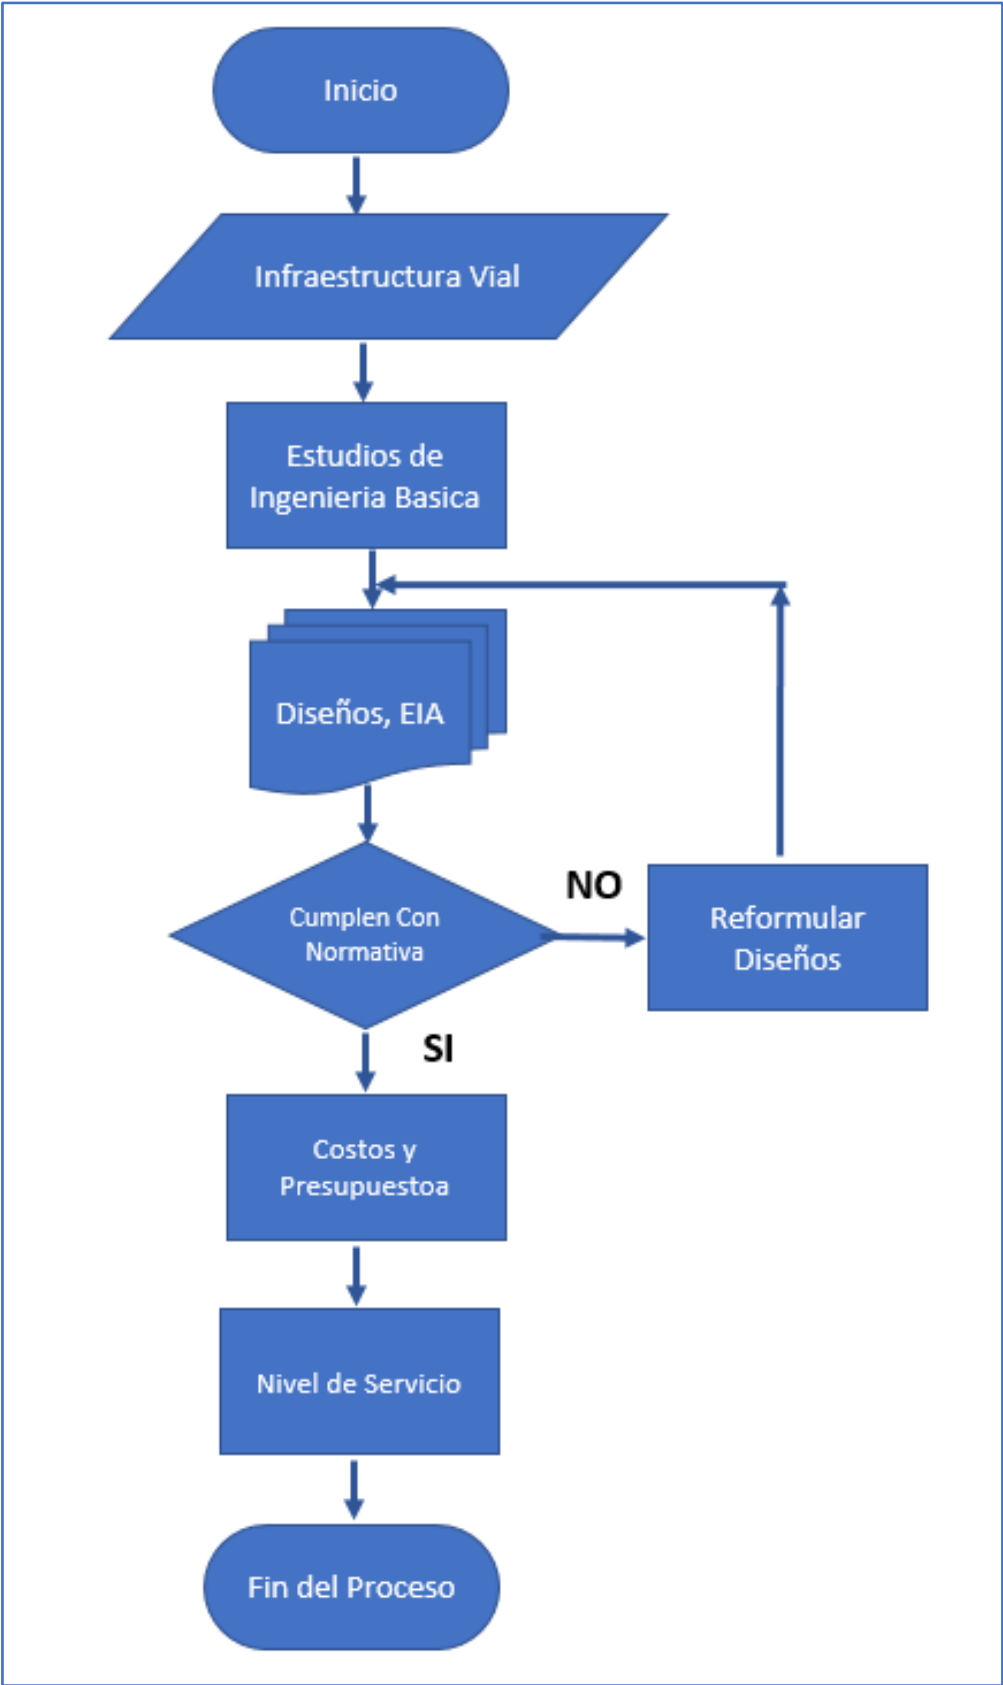 Inicio
Infraestructura Vial
Estudios de
Ingenieria Basica
Diseños, EIA
Cumplen Con
Normativa
NO
Reformular
Diseños
SI
Costos y
Presupuestoa
Nivel de Servicio
Fin del Proceso